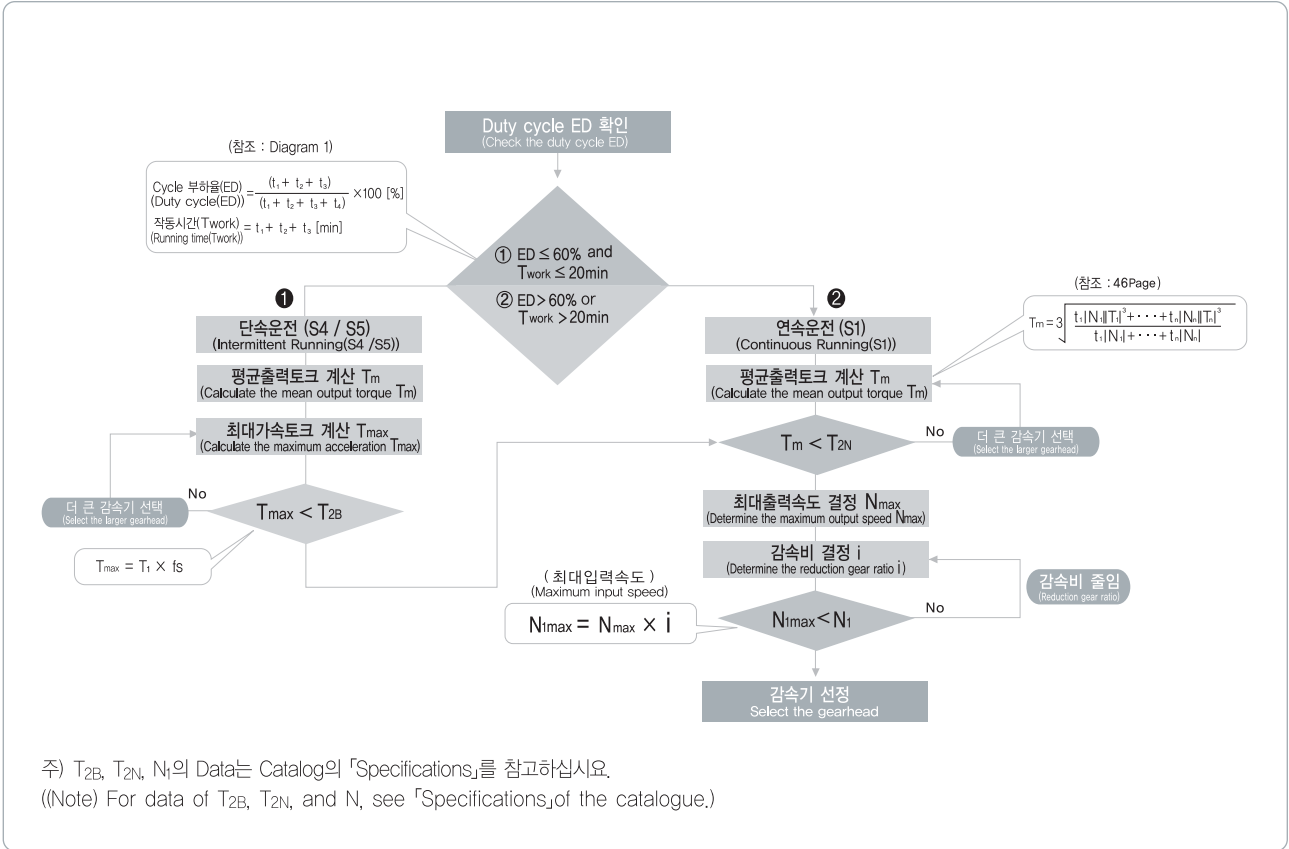 Duty cycle ED 확인
(Check the duty cycle ED)
(참조 : Diagram 1)
Cycle 부하율(ED)
(Duty cycle(ED))
= (t₁ + t₂ + t₃) / (t₁ + t₂ + t₃ + t₄) ×100 [%]
작동시간(Twork)
(Running time(Twork))
= t₁ + t₂ + t₃ [min]
① ED ≤ 60% and
Twork ≤ 20min
② ED > 60% or
Twork > 20min
❶
단속운전 (S4 / S5)
(Intermittent Running(S4 /S5))
평균출력토크 계산 Tm
(Calculate the mean output torque Tm)
최대가속토크 계산 Tmax
(Calculate the maximum acceleration Tmax)
No
더 큰 감속기 선택
(Select the larger gearhead)
Tmax < T2B
Tmax = T1 × fs
❷
연속운전 (S1)
(Continuous Running(S1))
(참조 : 46Page)
Tm = 3√ t₁|N₁||T₁|³+···+tₙ|Nₙ||Tₙ|³ / t₁|N₁|+···+tₙ|Nₙ|
평균출력토크 계산 Tm
(Calculate the mean output torque Tm)
Tm < T2N
No
더 큰 감속기 선택
(Select the larger gearhead)
최대출력속도 결정 Nmax
(Determine the maximum output speed Nmax)
감속비 결정 i
(Determine the reduction gear ratio i)
감속비 줄임
(Reduction gear ratio)
(최대입력속도)
(Maximum input speed)
N1max = Nmax × i
N1max < N1
No
감속기 선정
Select the gearhead
주) T2B, T2N, N1의 Data는 Catalog의 「Specifications」를 참고하십시요.
((Note) For data of T2B, T2N, and N, see 「Specifications」of the catalogue.)